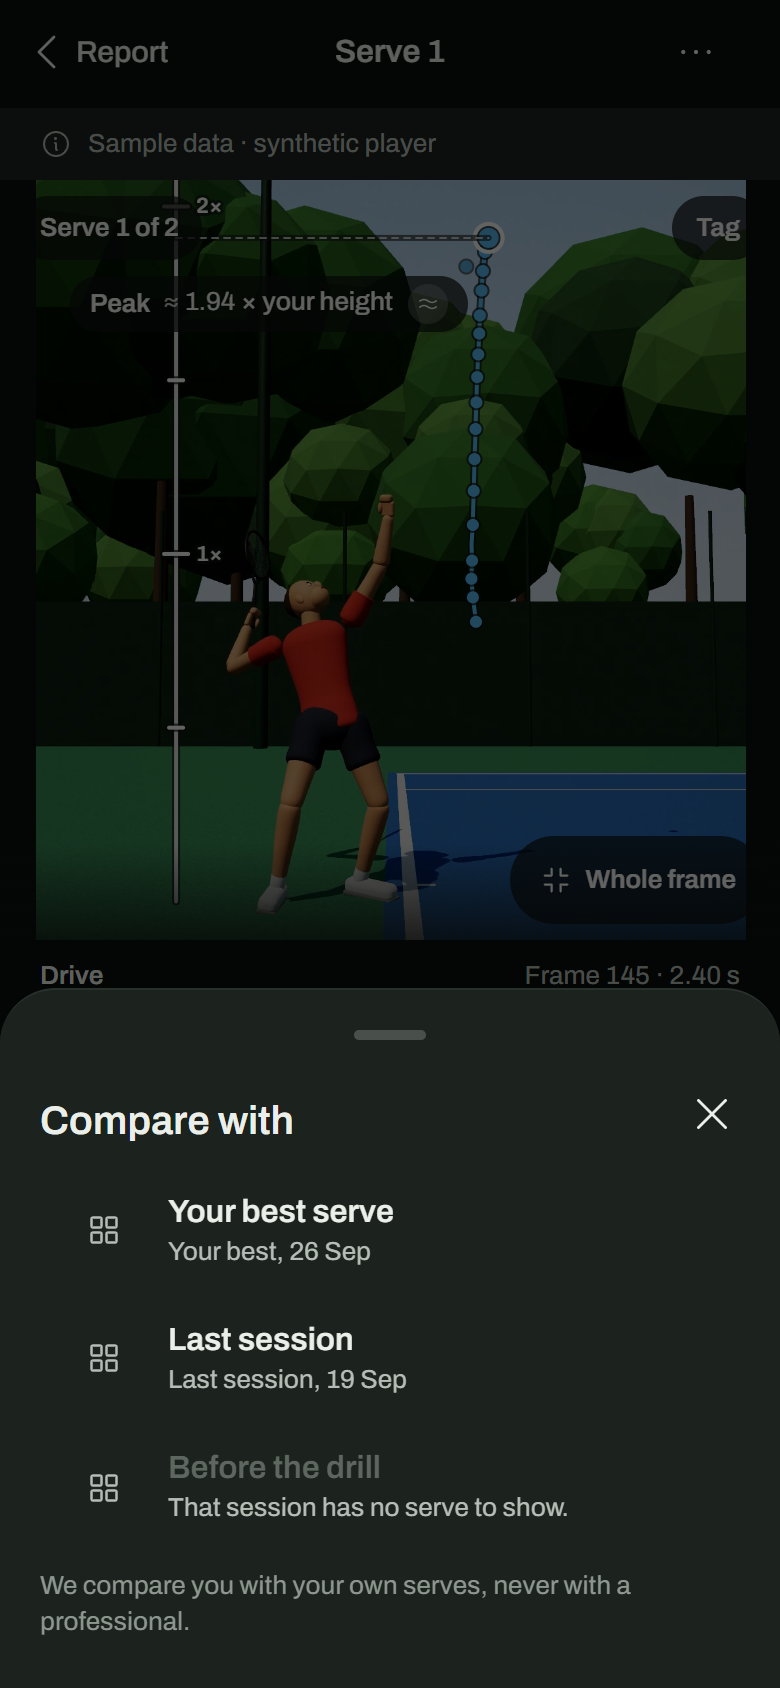 Report
Serve 1
Sample data · synthetic player
2×
Serve 1 of 2
Tag
Peak ≈ 1.94 × your height ≈
1×
Whole frame
Drive
Frame 145 · 2.40 s
Compare with
Your best serve
Your best, 26 Sep
Last session
Last session, 19 Sep
Before the drill
That session has no serve to show.
We compare you with your own serves, never with a
professional.